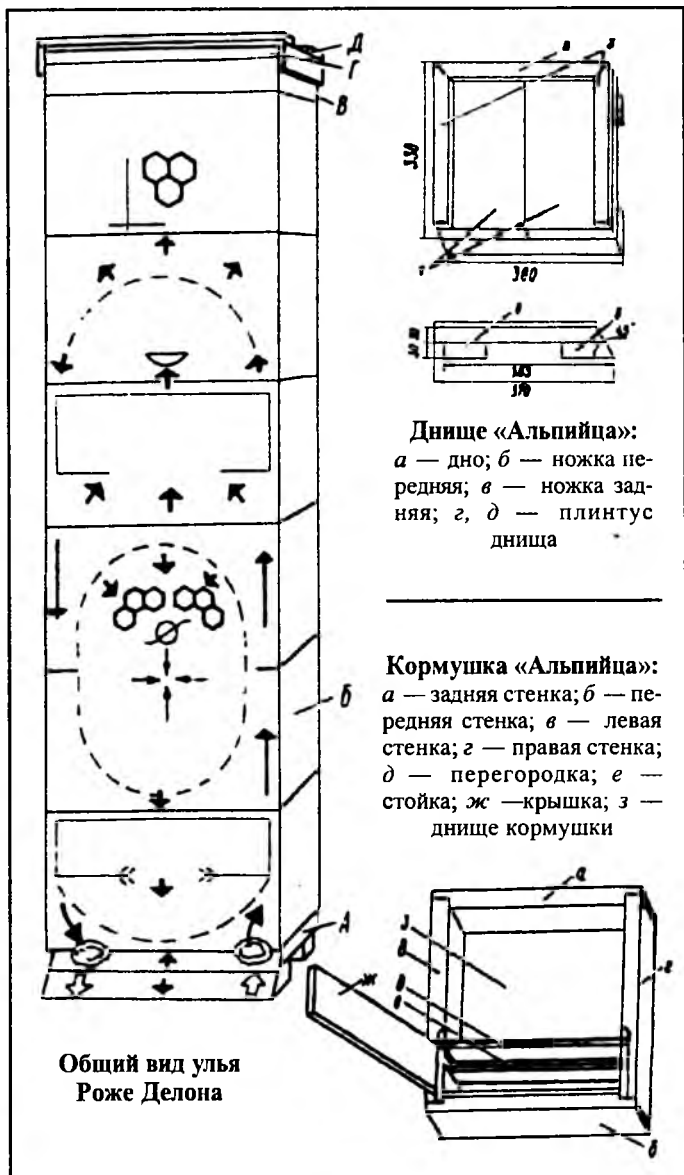 Д
Г
В
Б
А
Общий вид улья
Роже Делона
330
380
370
Днище «Альпийца»:
а — дно; б — ножка пе-
редняя; в — ножка зад-
няя; г, д — плинтус
днища
Кормушка «Альпийца»:
а — задняя стенка; б — пе-
редняя стенка; в — левая
стенка; г — правая стенка;
д — перегородка; е —
стойка; ж —крышка; з —
днище кормушки
а
з
г
ж
б